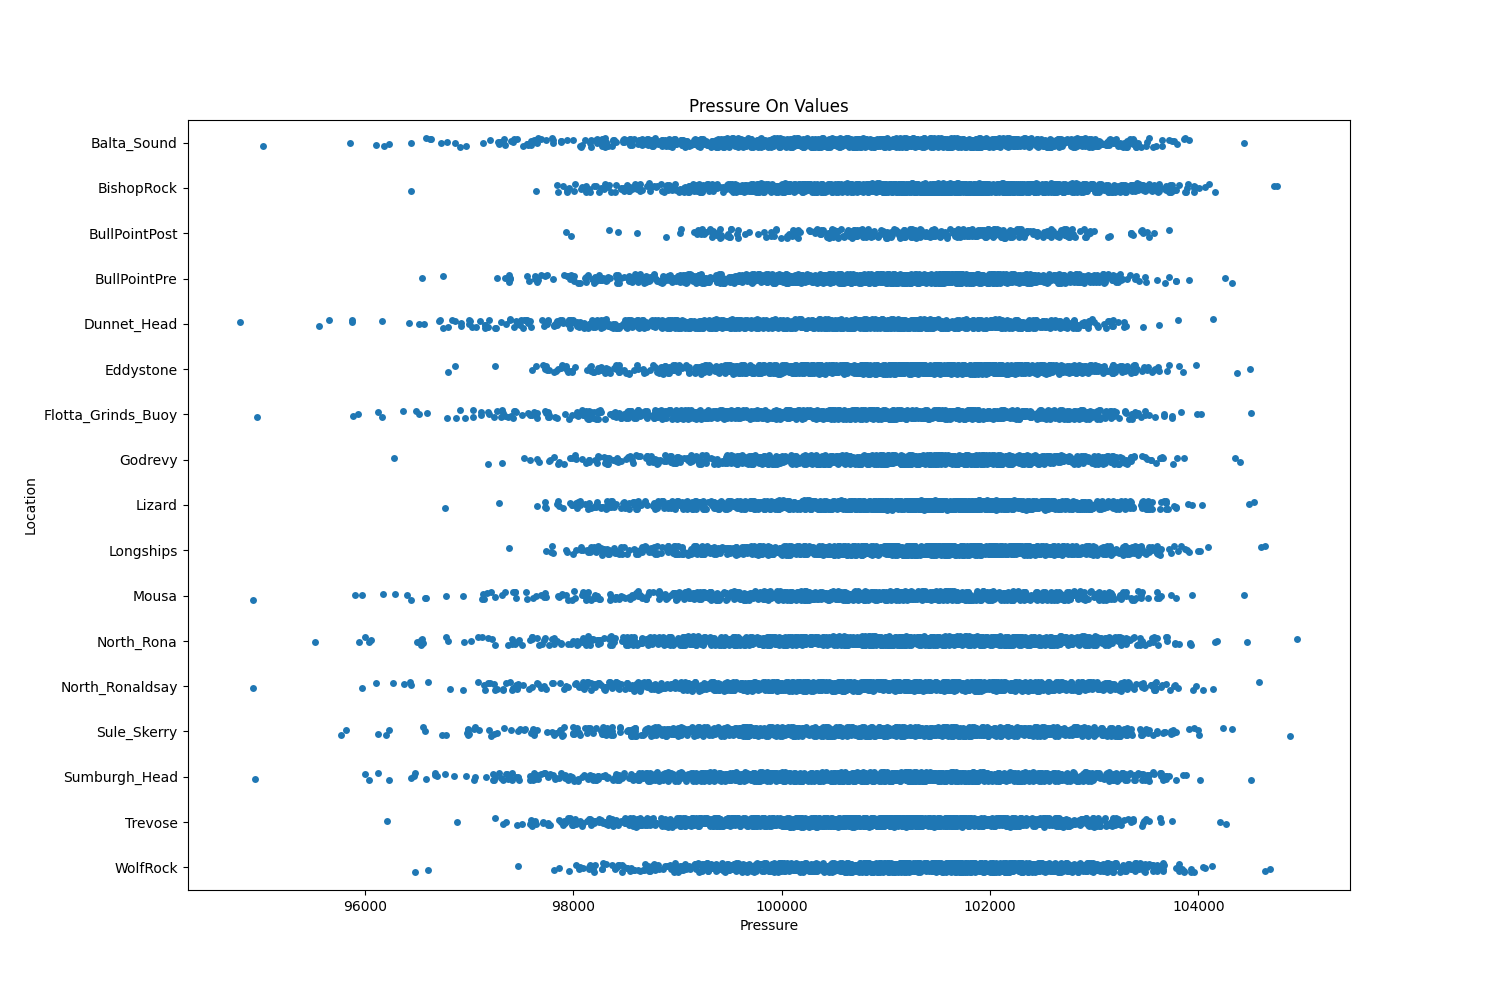 Pressure On Values
Balta_Sound
BishopRock
BullPointPost
BullPointPre
Dunnet_Head
Eddystone
Flotta_Grinds_Buoy
Godrevy
Lizard
Longships
Mousa
North_Rona
North_Ronaldsay
Sule_Skerry
Sumburgh_Head
Trevose
WolfRock
Location
96000 98000 100000 102000 104000
Pressure